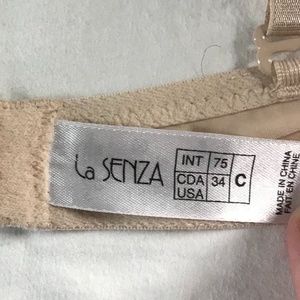 La SENZA
INT 75
CDA 34 C
USA
MADE IN CHINA
FAIT EN CHINE